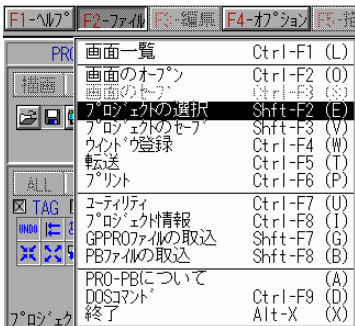 F1-ヘルプ F2-ファイル F3-編集 F4-オプション F5-描
PRO
描画
画面一覧 Ctrl-F1 (L)
画面のオープン Ctrl-F2 (O)
画面のセーブ Ctrl-F3 (S)
プロジェクトの選択 Shft-F2 (E)
プロジェクトのセーブ Shft-F3 (V)
ウインドウ登録 Ctrl-F4 (W)
転送 Ctrl-F5 (T)
プリント Ctrl-F6 (P)
ユーティリティ Ctrl-F7 (U)
プロジェクト情報 Ctrl-F8 (I)
GPPROファイルの取込 Shft-F7 (G)
PBファイルの取込 Shft-F8 (B)
PRO-PBについて (A)
DOSコマンド Ctrl-F9 (D)
終了 Alt-X (X)
ALL
TAG
UNDO
プロジェク